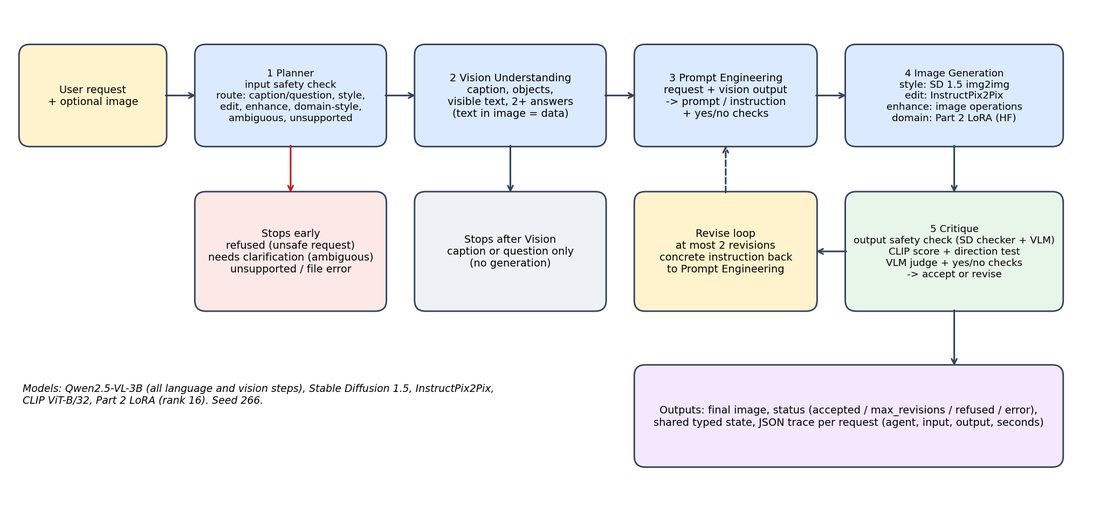 User request
+ optional image
1 Planner
input safety check
route: caption/question, style,
edit, enhance, domain-style,
ambiguous, unsupported
2 Vision Understanding
caption, objects,
visible text, 2+ answers
(text in image = data)
3 Prompt Engineering
request + vision output
-> prompt / instruction
+ yes/no checks
4 Image Generation
style: SD 1.5 img2img
edit: InstructPix2Pix
enhance: image operations
domain: Part 2 LoRA (HF)
Stops early
refused (unsafe request)
needs clarification (ambiguous)
unsupported / file error
Stops after Vision
caption or question only
(no generation)
Revise loop
at most 2 revisions
concrete instruction back
to Prompt Engineering
5 Critique
output safety check (SD checker + VLM)
CLIP score + direction test
VLM judge + yes/no checks
-> accept or revise
Models: Qwen2.5-VL-3B (all language and vision steps), Stable Diffusion 1.5, InstructPix2Pix,
CLIP ViT-B/32, Part 2 LoRA (rank 16). Seed 266.
Outputs: final image, status (accepted / max_revisions / refused / error),
shared typed state, JSON trace per request (agent, input, output, seconds)